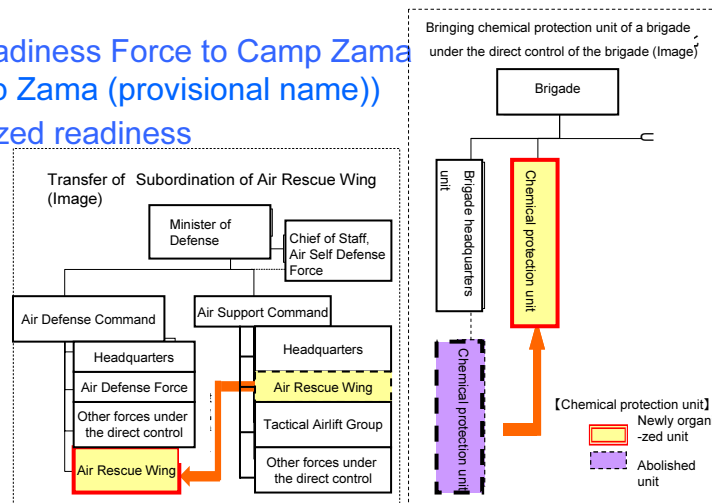 adiness Force to Camp Zama
o Zama (provisional name))
zed readiness
Transfer of Subordination of Air Rescue Wing
(Image)
Minister of
Defense
Chief of Staff,
Air Self Defense
Force
Air Defense Command
Air Support Command
Headquarters
Air Defense Force
Other forces under
the direct control
Air Rescue Wing
Headquarters
Air Rescue Wing
Tactical Airlift Group
Other forces under
the direct control
Bringing chemical protection unit of a brigade
under the direct control of the brigade (Image)
Brigade
Brigade headquarters
unit
Chemical protection unit
Chemical protection unit
【Chemical protection unit】
Newly organ
-zed unit
Abolished
unit